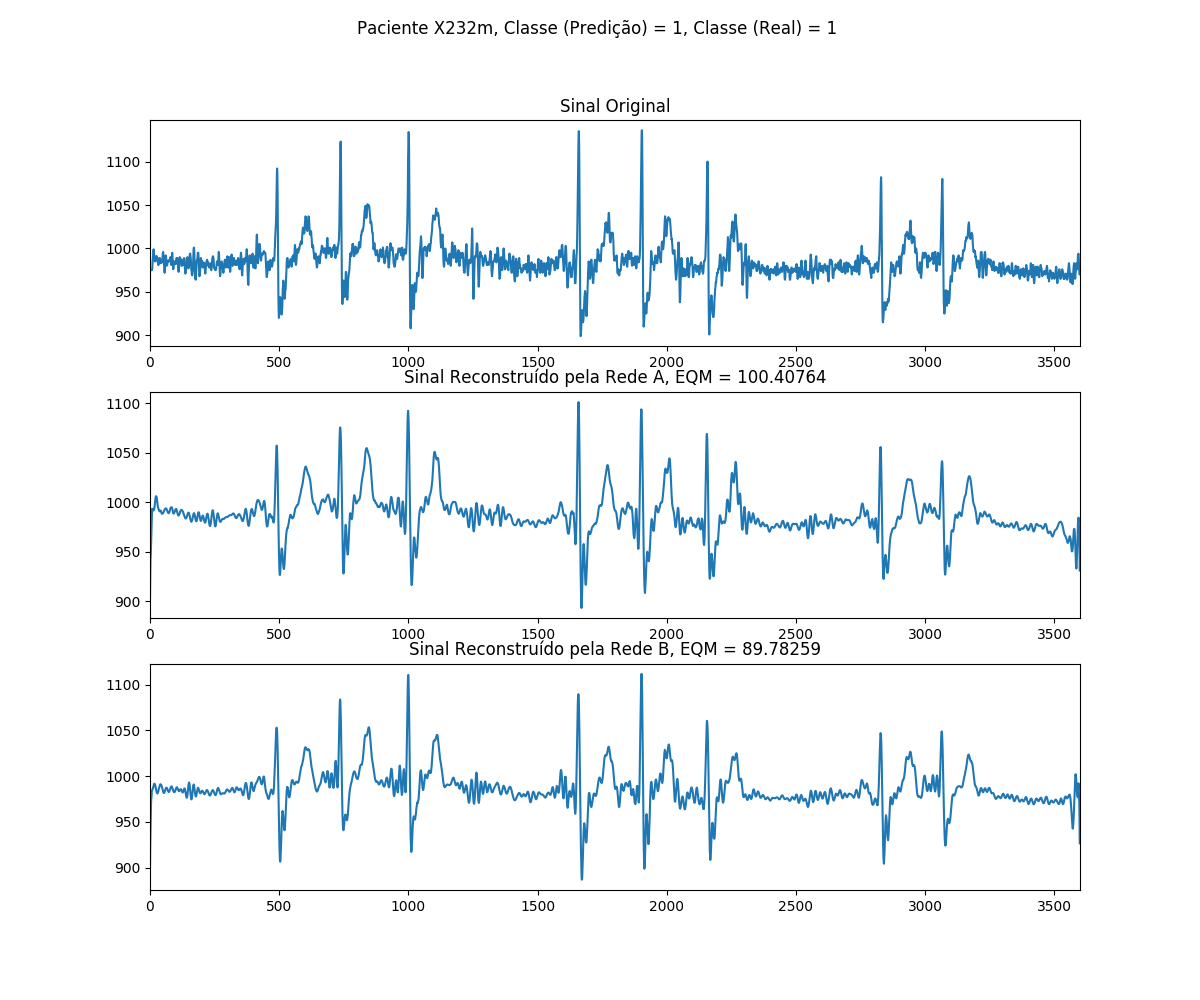 Paciente X232m, Classe (Predição) = 1, Classe (Real) = 1
Sinal Original
1100
1050
1000
950
900
0 500 1000 1500 2000 2500 3000 3500
Sinal Reconstruído pela Rede A, EQM = 100.40764
1100
1050
1000
950
900
0 500 1000 1500 2000 2500 3000 3500
Sinal Reconstruído pela Rede B, EQM = 89.78259
1100
1050
1000
950
900
0 500 1000 1500 2000 2500 3000 3500